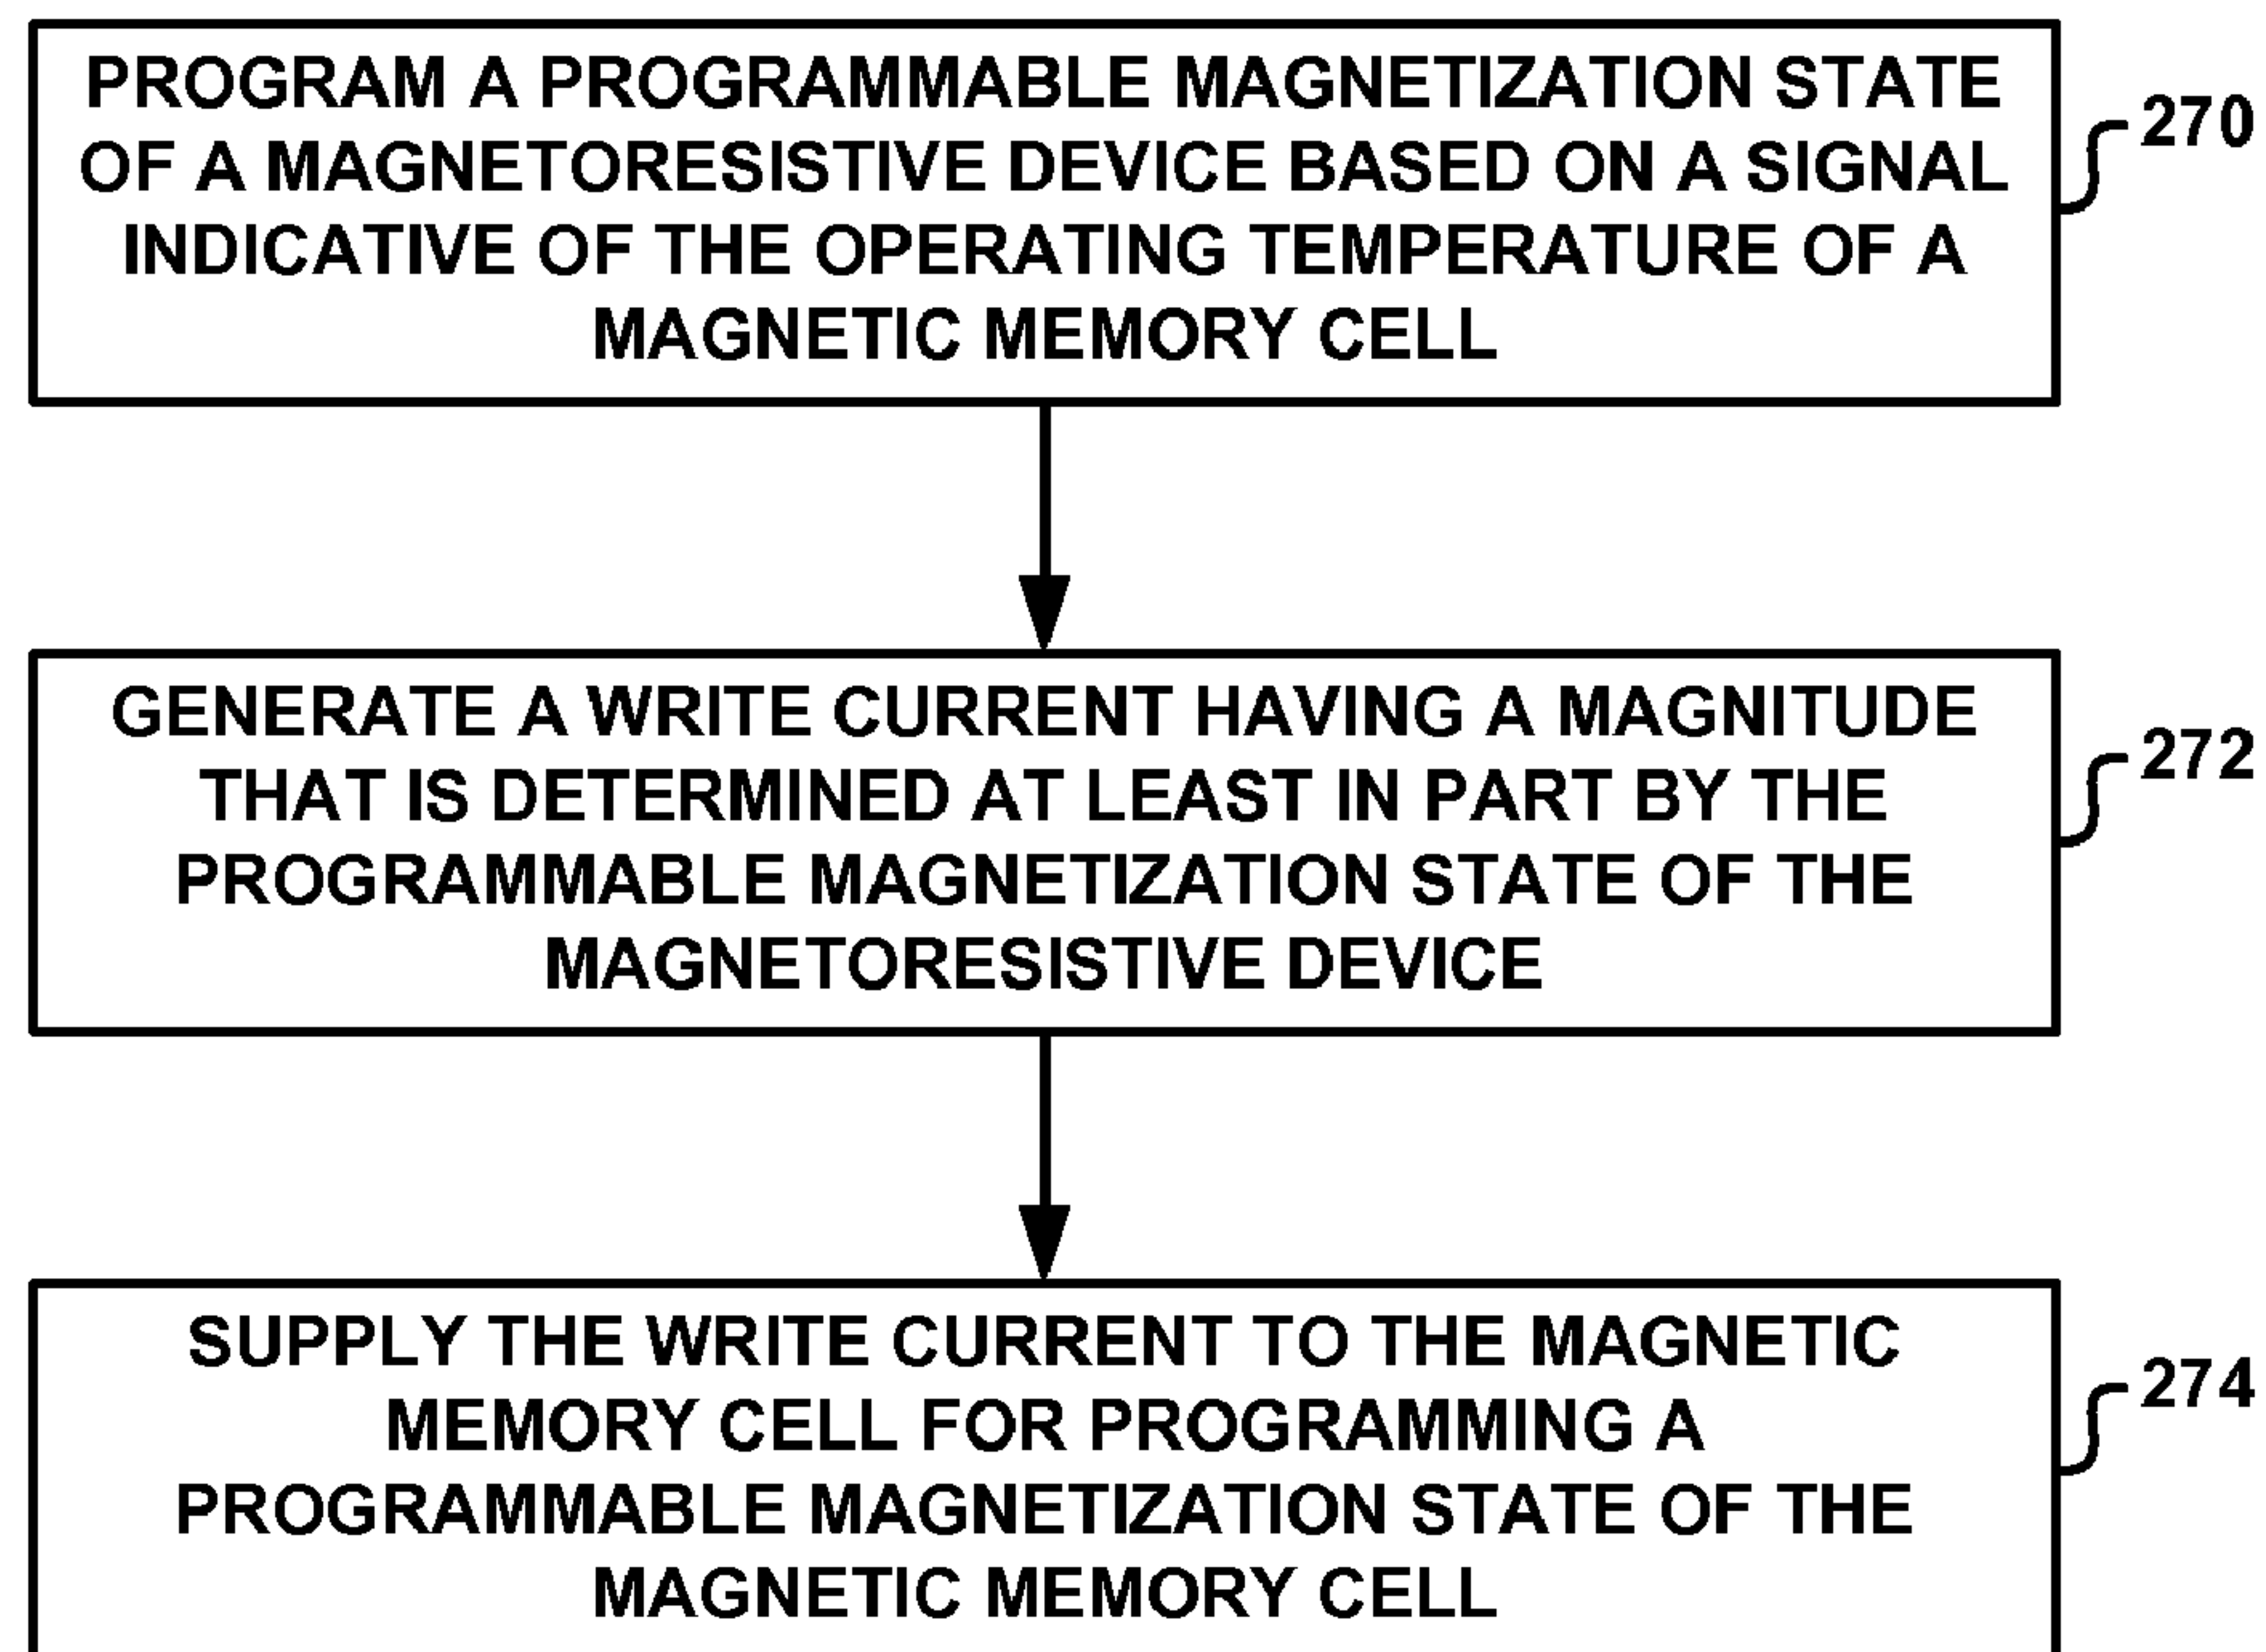 PROGRAM A PROGRAMMABLE MAGNETIZATION STATE
OF A MAGNETORESISTIVE DEVICE BASED ON A SIGNAL
INDICATIVE OF THE OPERATING TEMPERATURE OF A
MAGNETIC MEMORY CELL
270
GENERATE A WRITE CURRENT HAVING A MAGNITUDE
THAT IS DETERMINED AT LEAST IN PART BY THE
PROGRAMMABLE MAGNETIZATION STATE OF THE
MAGNETORESISTIVE DEVICE
272
SUPPLY THE WRITE CURRENT TO THE MAGNETIC
MEMORY CELL FOR PROGRAMMING A
PROGRAMMABLE MAGNETIZATION STATE OF THE
MAGNETIC MEMORY CELL
274